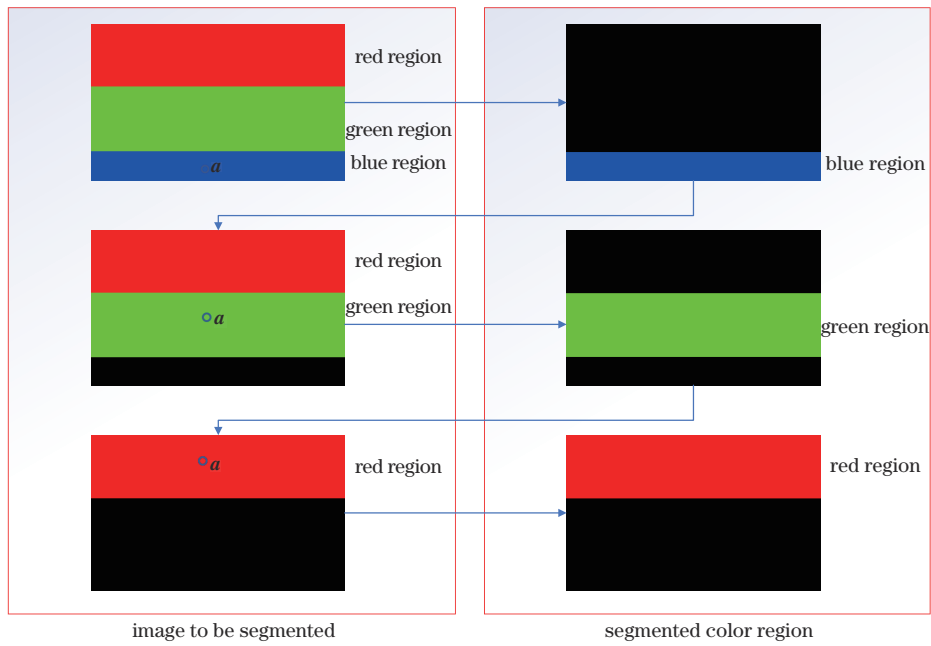 red region
green region
blue region
a
blue region
red region
green region
a
green region
a
red region
red region
image to be segmented
segmented color region